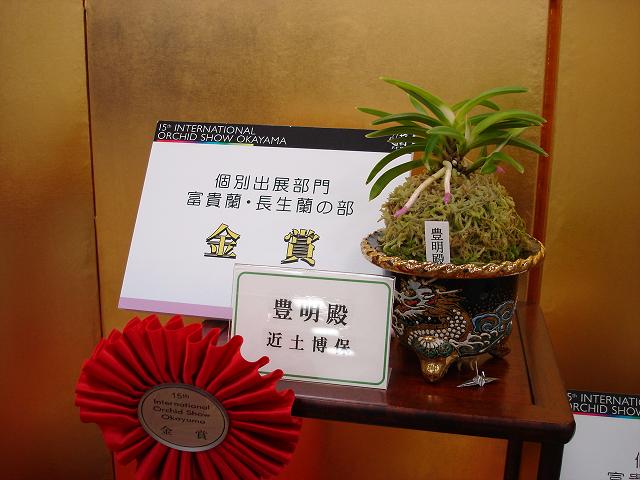 15th INTERNATIONAL
ORCHID SHOW OKAYAMA
個別出展部門
富貴蘭・長生蘭の部
金賞
豊明殿
豊明殿
近土博保
15th
International
Orchid Show
Okayama
金賞
15th INTERNATIONAL
ORCHID SHOW